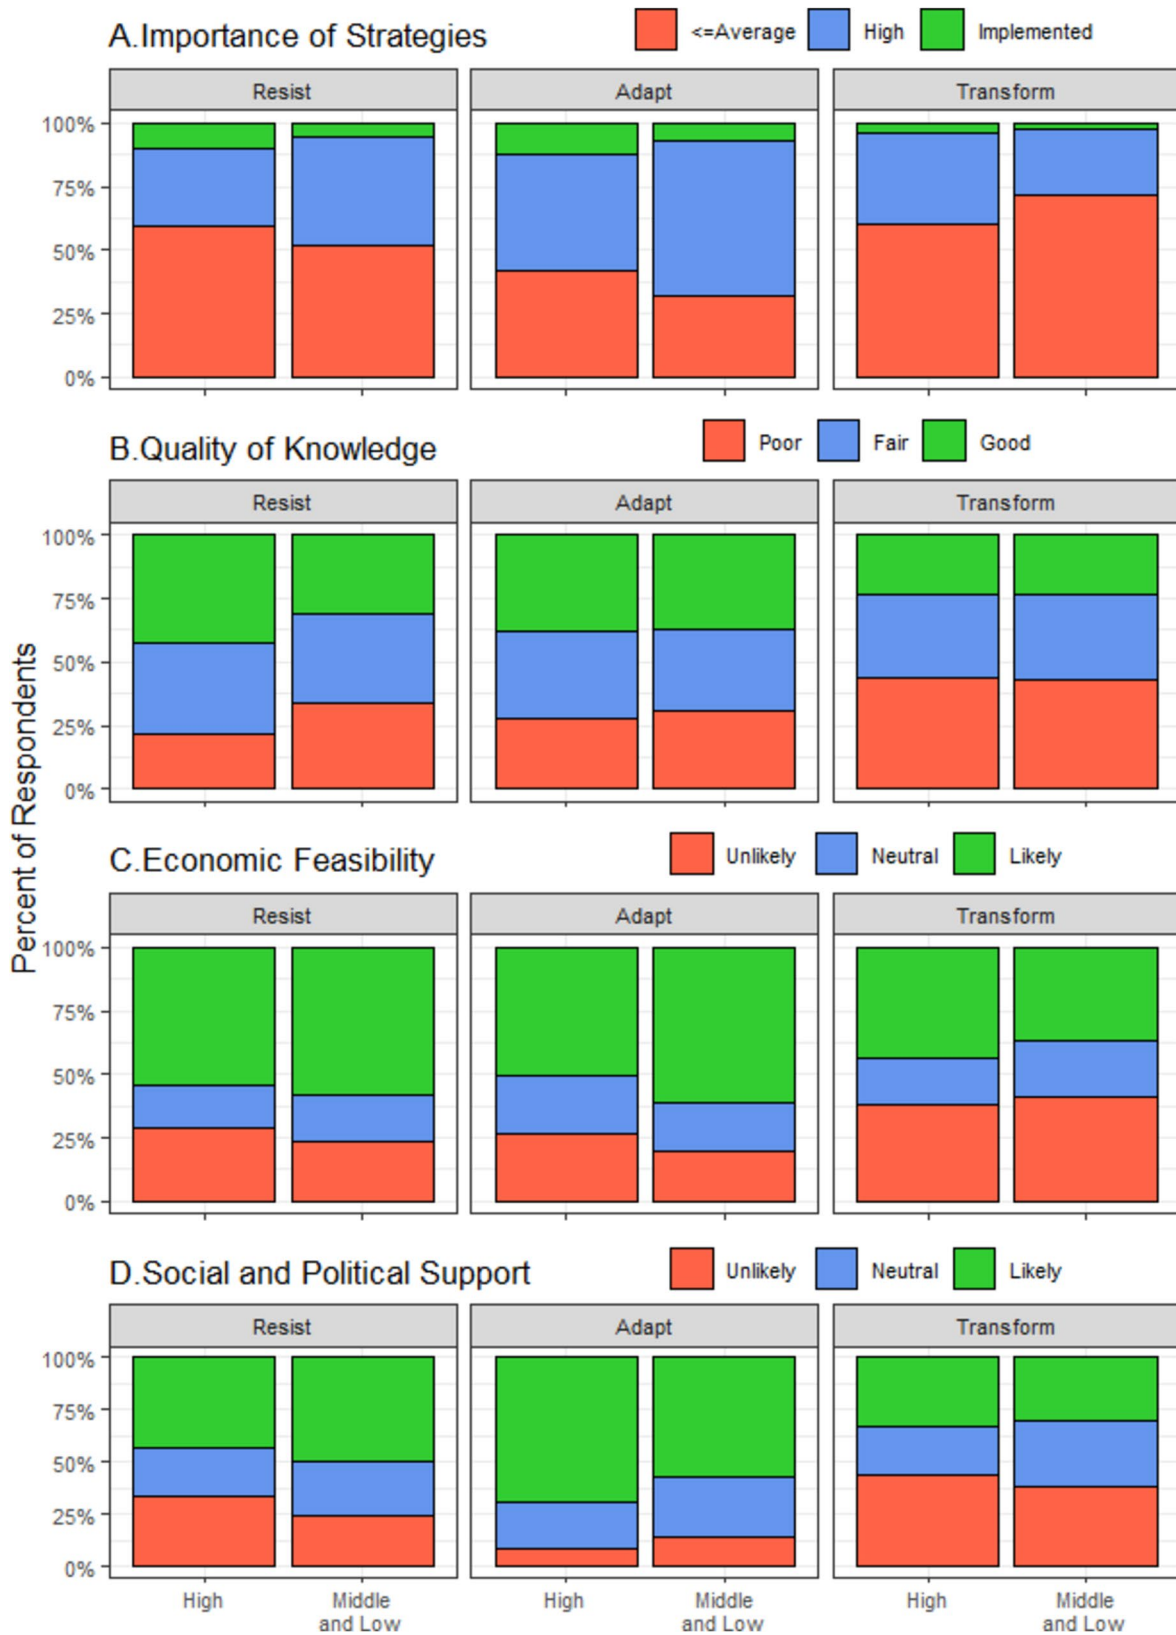 A.Importance of Strategies
<=Average High Implemented
Resist Adapt Transform
100%
75%
50%
25%
0%
B.Quality of Knowledge
Poor Fair Good
Resist Adapt Transform
100%
75%
50%
25%
0%
Percent of Respondents
C.Economic Feasibility
Unlikely Neutral Likely
Resist Adapt Transform
100%
75%
50%
25%
0%
D.Social and Political Support
Unlikely Neutral Likely
Resist Adapt Transform
100%
75%
50%
25%
0%
High Middle High Middle High Middle
and Low and Low and Low